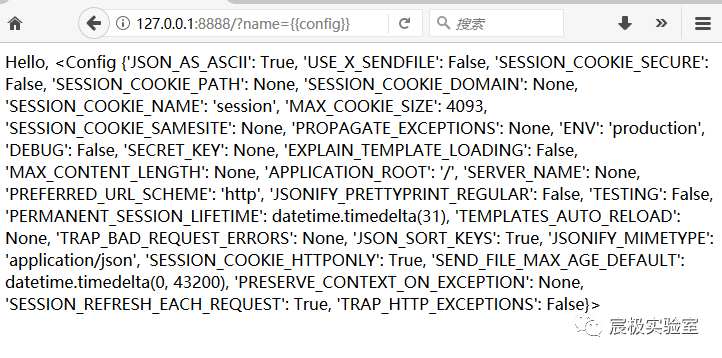 127.0.0.1:8888/?name={{config}}
搜索
Hello, <Config {'JSON_AS_ASCII': True, 'USE_X_SENDFILE': False, 'SESSION_COOKIE_SECURE':
False, 'SESSION_COOKIE_PATH': None, 'SESSION_COOKIE_DOMAIN': None,
'SESSION_COOKIE_NAME': 'session', 'MAX_COOKIE_SIZE': 4093,
'SESSION_COOKIE_SAMESITE': None, 'PROPAGATE_EXCEPTIONS': None, 'ENV': 'production',
'DEBUG': False, 'SECRET_KEY': None, 'EXPLAIN_TEMPLATE_LOADING': False,
'MAX_CONTENT_LENGTH': None, 'APPLICATION_ROOT': '/', 'SERVER_NAME': None,
'PREFERRED_URL_SCHEME': 'http', 'JSONIFY_PRETTYPRINT_REGULAR': False, 'TESTING': False,
'PERMANENT_SESSION_LIFETIME': datetime.timedelta(31), 'TEMPLATES_AUTO_RELOAD':
None, 'TRAP_BAD_REQUEST_ERRORS': None, 'JSON_SORT_KEYS': True, 'JSONIFY_MIMETYPE':
'application/json', 'SESSION_COOKIE_HTTPONLY': True, 'SEND_FILE_MAX_AGE_DEFAULT':
datetime.timedelta(0, 43200), 'PRESERVE_CONTEXT_ON_EXCEPTION': None,
'SESSION_REFRESH_EACH_REQUEST': True, 'TRAP_HTTP_EXCEPTIONS': False}>
宸极实验室